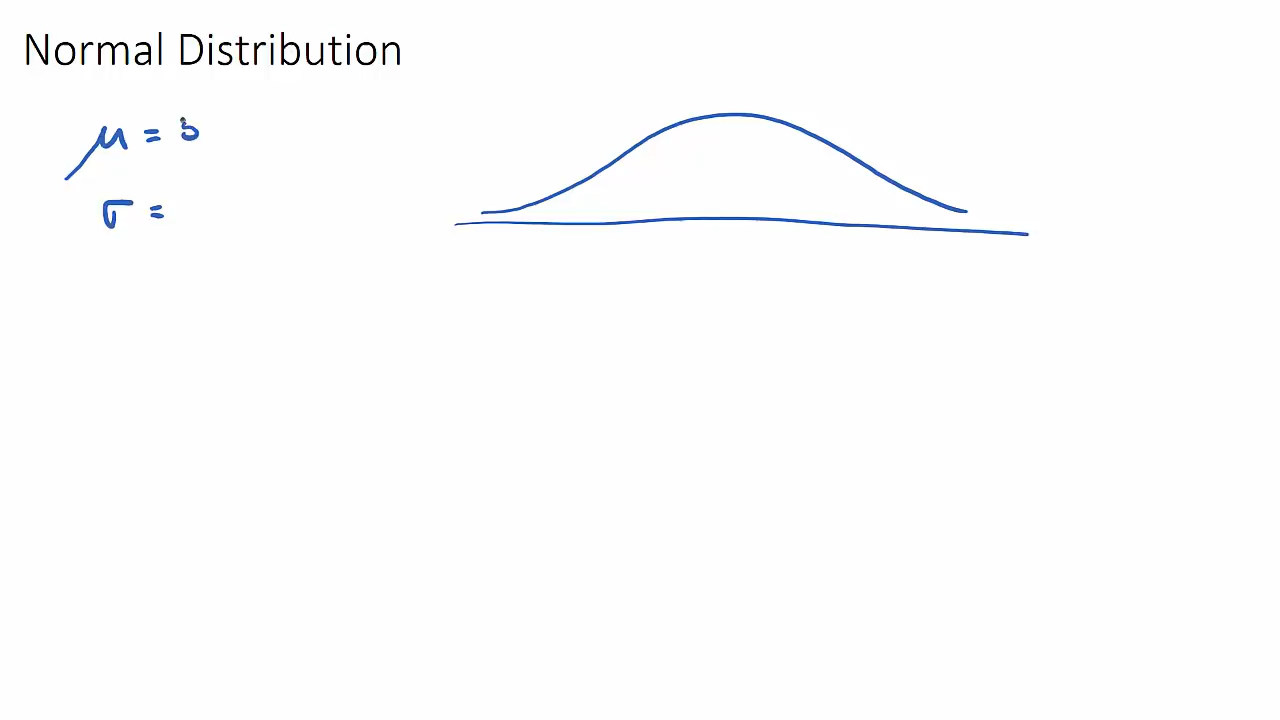 Normal Distribution
μ =
σ =